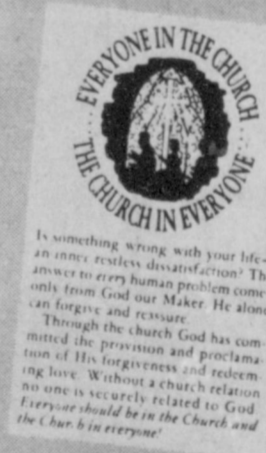 EVERYONE IN THE CHURCH
THE CHURCH IN EVERYONE
Is something wrong with your life-
an inner restless dissatisfaction? Th
answer to every human problem come
only from God our Maker. He alon
can forgive and reassure.
Through the church God has com-
mitted the provision and proclama-
tion of His forgiveness and redeem-
ing love. Without a church relation
no one is securely related to God.
Everyone should be in the Church and
the Church in everyone!